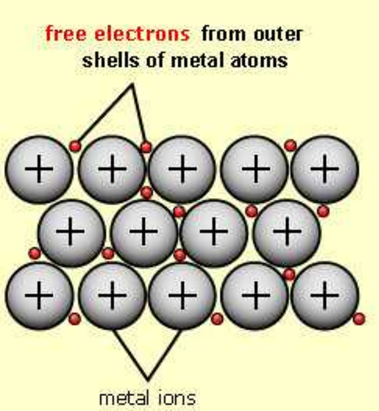 free electrons from outer
shells of metal atoms
+ + + + +
+ + + +
+ + + + +
metal ions